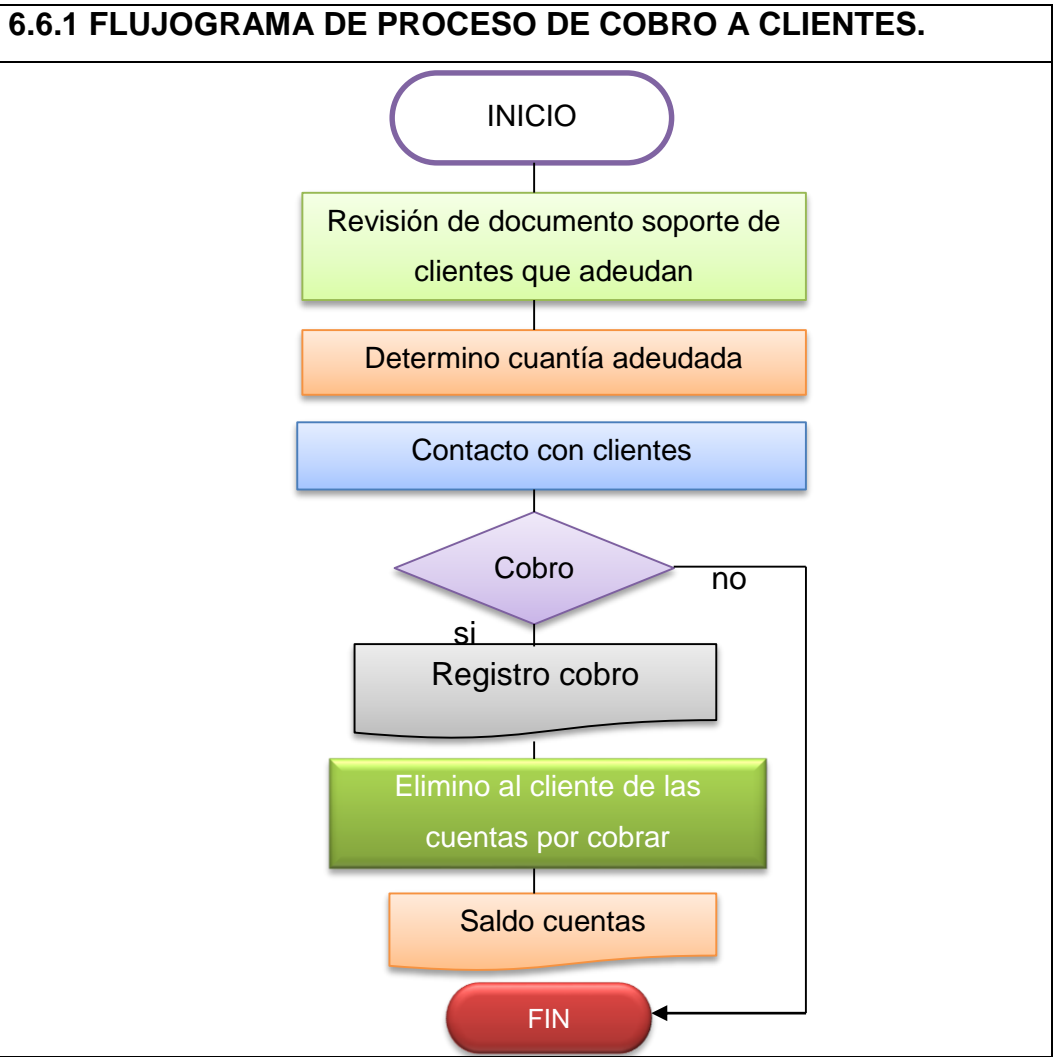 6.6.1 FLUJOGRAMA DE PROCESO DE COBRO A CLIENTES.
INICIO
Revisión de documento soporte de
clientes que adeudan
Determino cuantía adeudada
Contacto con clientes
Cobro
no
si
Registro cobro
Elimino al cliente de las
cuentas por cobrar
Saldo cuentas
FIN